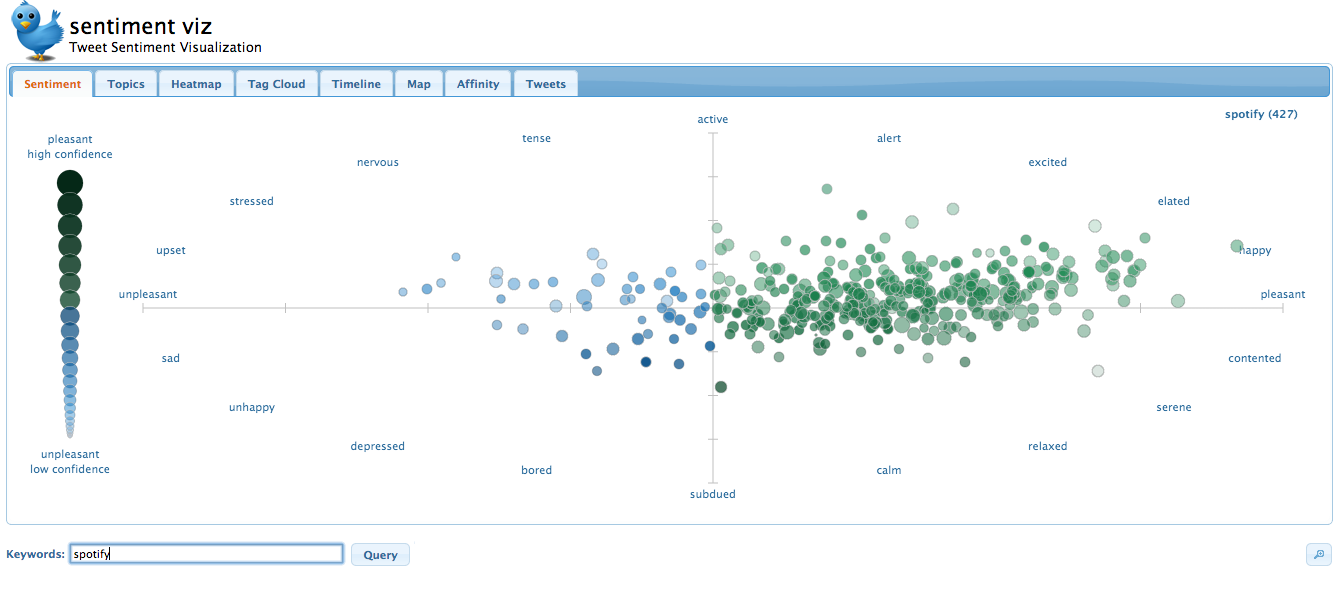 sentiment viz
Tweet Sentiment Visualization
Sentiment Topics Heatmap Tag Cloud Timeline Map Affinity Tweets
spotify (427)
pleasant
high confidence
unpleasant
low confidence
active
tense
alert
nervous
excited
stressed
elated
upset
happy
unpleasant
pleasant
sad
contented
unhappy
serene
depressed
relaxed
bored
calm
subdued
Keywords: spotify Query